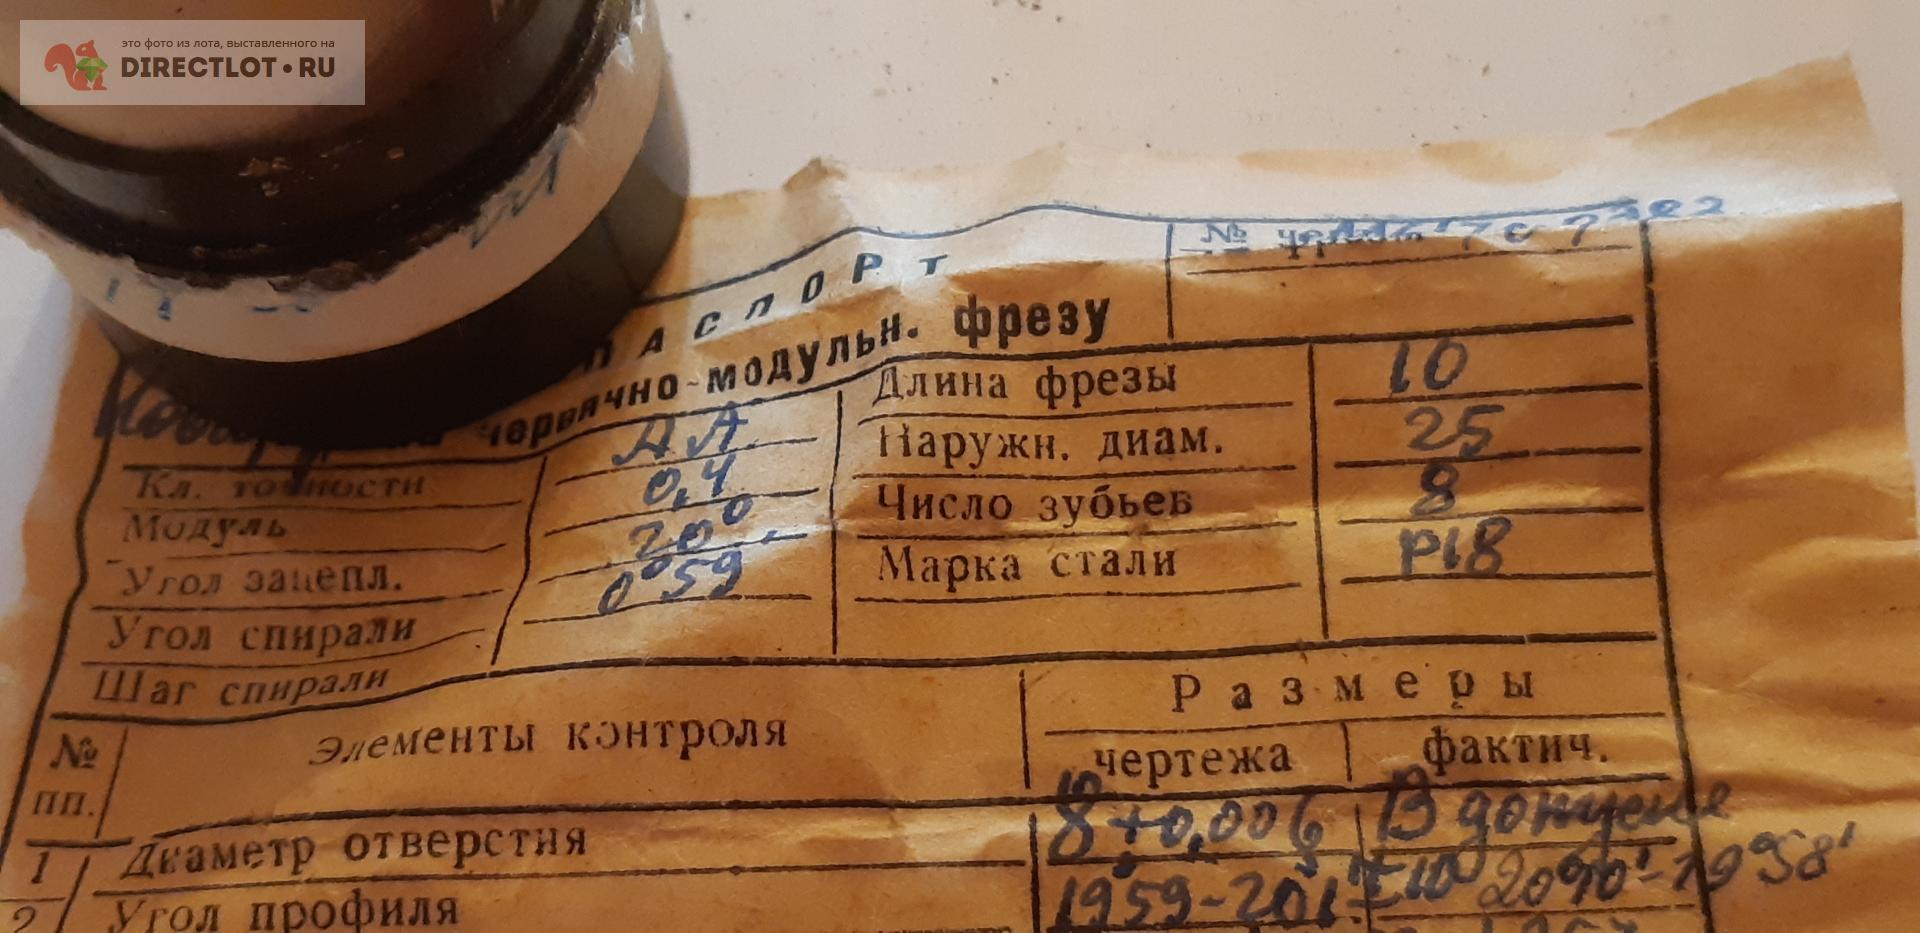 это фото из лота, выставленного на
DIRECTLOT.RU
№
ПАСПОРТ
червячно-модульн. фрезу
Кл. точности АА
Модуль 0,4
Угол зацепл. 20°
Угол спирали 0°59'
Шаг спирали
Длина фрезы 10
Наружн. диам. 25
Число зубьев 8
Марка стали Р18
№ пп.
Элементы контроля
Размеры
чертежа
фактич.
1 Диаметр отверстия 8+0,006 В допуске
2 Угол профиля